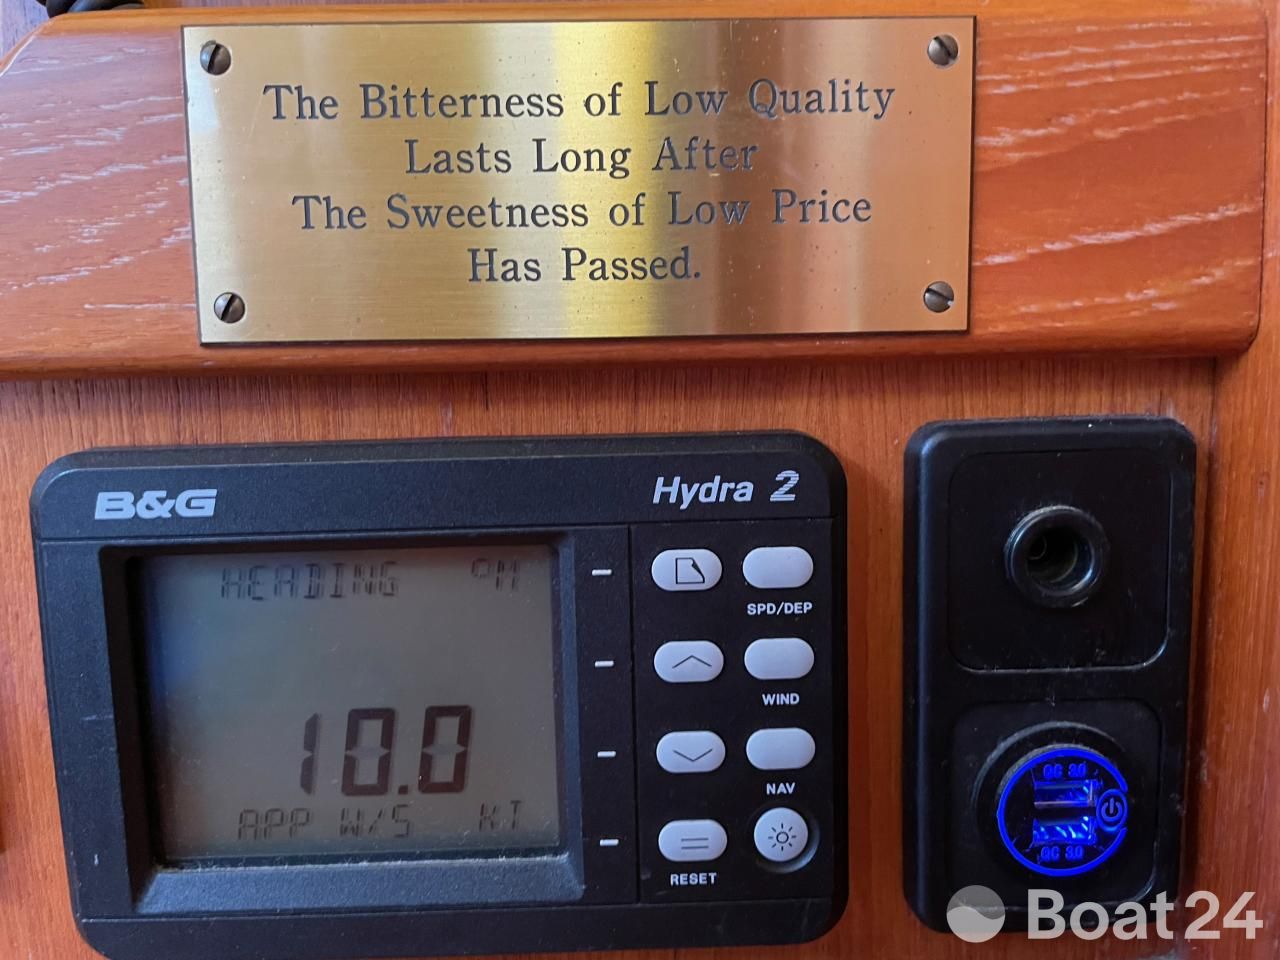 The Bitterness of Low Quality
Lasts Long After
The Sweetness of Low Price
Has Passed.
B&G
Hydra 2
HEADING °M
SPD/DEP
WIND
10.0
NAV
APP W/S KT
RESET
QC 3.0
QC 3.0
Boat24